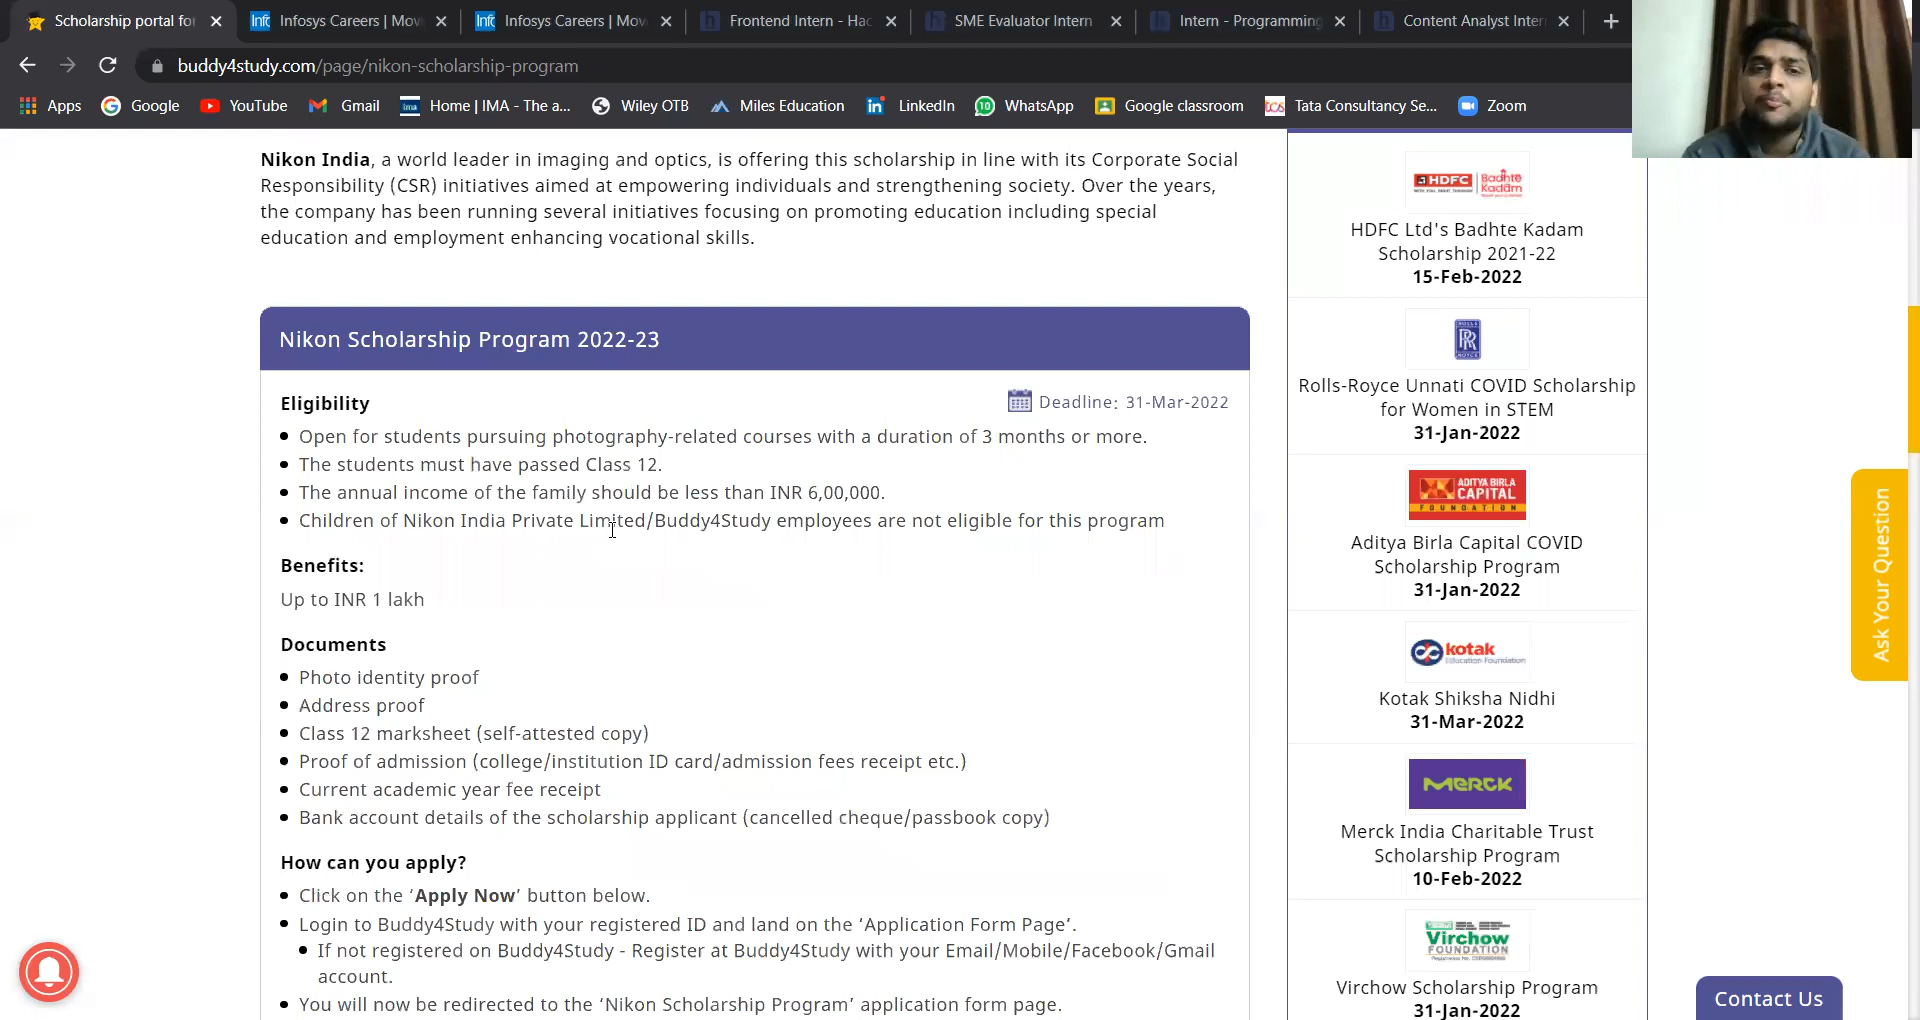 Scholarship portal fo
Infosys Careers | Mov
Infosys Careers | Mov
Frontend Intern - Hac
SME Evaluator Intern
Intern - Programming
Content Analyst Inter
buddy4study.com/page/nikon-scholarship-program
Apps
Google
YouTube
Gmail
Home | IMA - The a...
Wiley OTB
Miles Education
LinkedIn
10
WhatsApp
Google classroom
Tata Consultancy Se...
Zoom
Nikon India, a world leader in imaging and optics, is offering this scholarship in line with its Corporate Social
Responsibility (CSR) initiatives aimed at empowering individuals and strengthening society. Over the years,
the company has been running several initiatives focusing on promoting education including special
education and employment enhancing vocational skills.
Nikon Scholarship Program 2022-23
Eligibility
Deadline: 31-Mar-2022
Open for students pursuing photography-related courses with a duration of 3 months or more.
The students must have passed Class 12.
The annual income of the family should be less than INR 6,00,000.
Children of Nikon India Private Limited/Buddy4Study employees are not eligible for this program
Benefits:
Up to INR 1 lakh
Documents
Photo identity proof
Address proof
Class 12 marksheet (self-attested copy)
Proof of admission (college/institution ID card/admission fees receipt etc.)
Current academic year fee receipt
Bank account details of the scholarship applicant (cancelled cheque/passbook copy)
How can you apply?
Click on the ‘Apply Now’ button below.
Login to Buddy4Study with your registered ID and land on the ‘Application Form Page’.
If not registered on Buddy4Study - Register at Buddy4Study with your Email/Mobile/Facebook/Gmail
account.
You will now be redirected to the ‘Nikon Scholarship Program’ application form page.
HDFC
Badhte
Kadam
HDFC Ltd's Badhte Kadam
Scholarship 2021-22
15-Feb-2022
ROLLS
RR
ROYCE
Rolls-Royce Unnati COVID Scholarship
for Women in STEM
31-Jan-2022
ADITYA BIRLA
CAPITAL
FOUNDATION
Aditya Birla Capital COVID
Scholarship Program
31-Jan-2022
kotak
Education Foundation
Kotak Shiksha Nidhi
31-Mar-2022
MERCK
Merck India Charitable Trust
Scholarship Program
10-Feb-2022
Virchow
FOUNDATION
Virchow Scholarship Program
31-Jan-2022
Ask Your Question
Contact Us